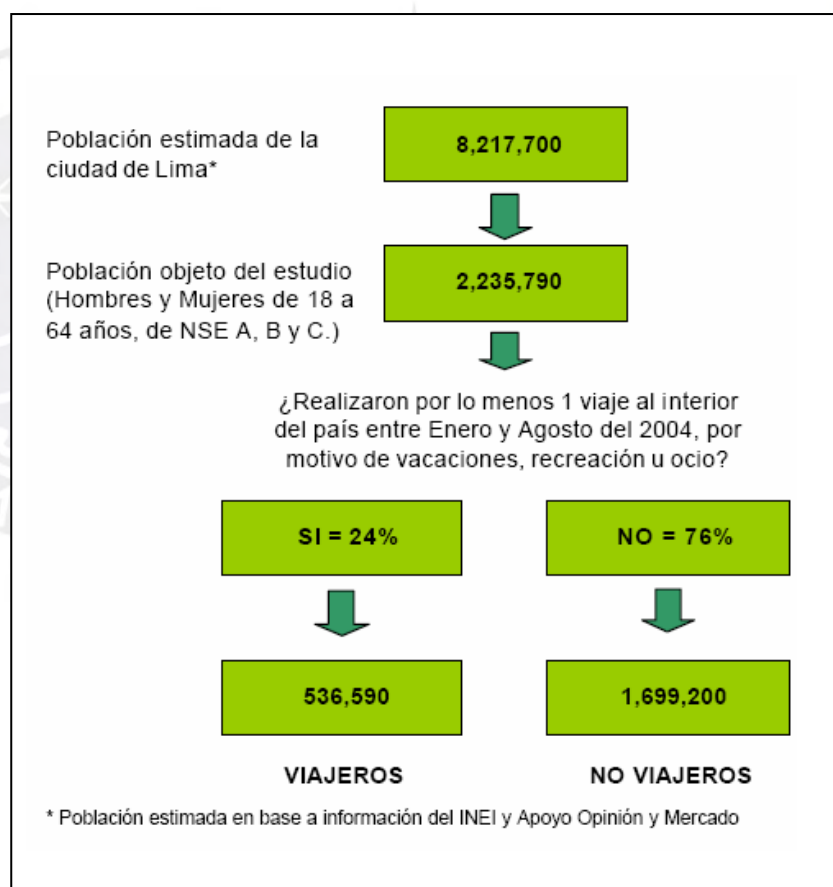 Población estimada de la
ciudad de Lima*
8,217,700
Población objeto del estudio
(Hombres y Mujeres de 18 a
64 años, de NSE A, B y C.)
2,235,790
¿Realizaron por lo menos 1 viaje al interior
del país entre Enero y Agosto del 2004, por
motivo de vacaciones, recreación u ocio?
SI = 24%
NO = 76%
536,590
1,699,200
VIAJEROS
NO VIAJEROS
* Población estimada en base a información del INEI y Apoyo Opinión y Mercado